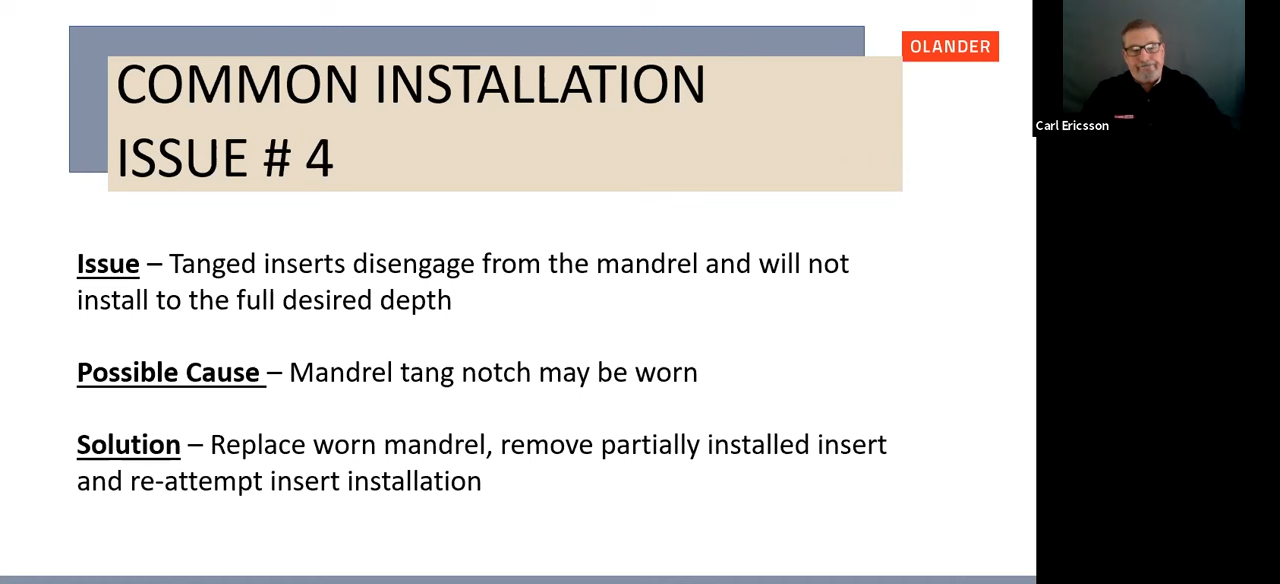 OLANDER
COMMON INSTALLATION
ISSUE # 4
Carl Ericsson
Issue – Tanged inserts disengage from the mandrel and will not
install to the full desired depth
Possible Cause – Mandrel tang notch may be worn
Solution – Replace worn mandrel, remove partially installed insert
and re-attempt insert installation